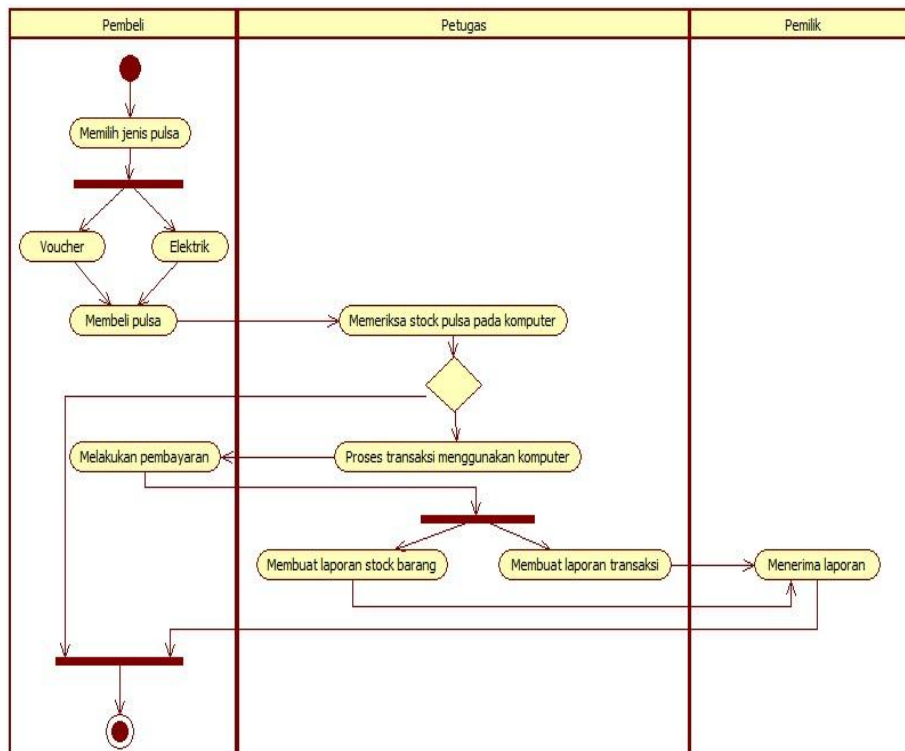 Pembeli
Petugas
Pemilik
Memilih jenis pulsa
Voucher
Elektrik
Membeli pulsa
Memeriksa stock pulsa pada komputer
Melakukan pembayaran
Proses transaksi menggunakan komputer
Membuat laporan stock barang
Membuat laporan transaksi
Menerima laporan